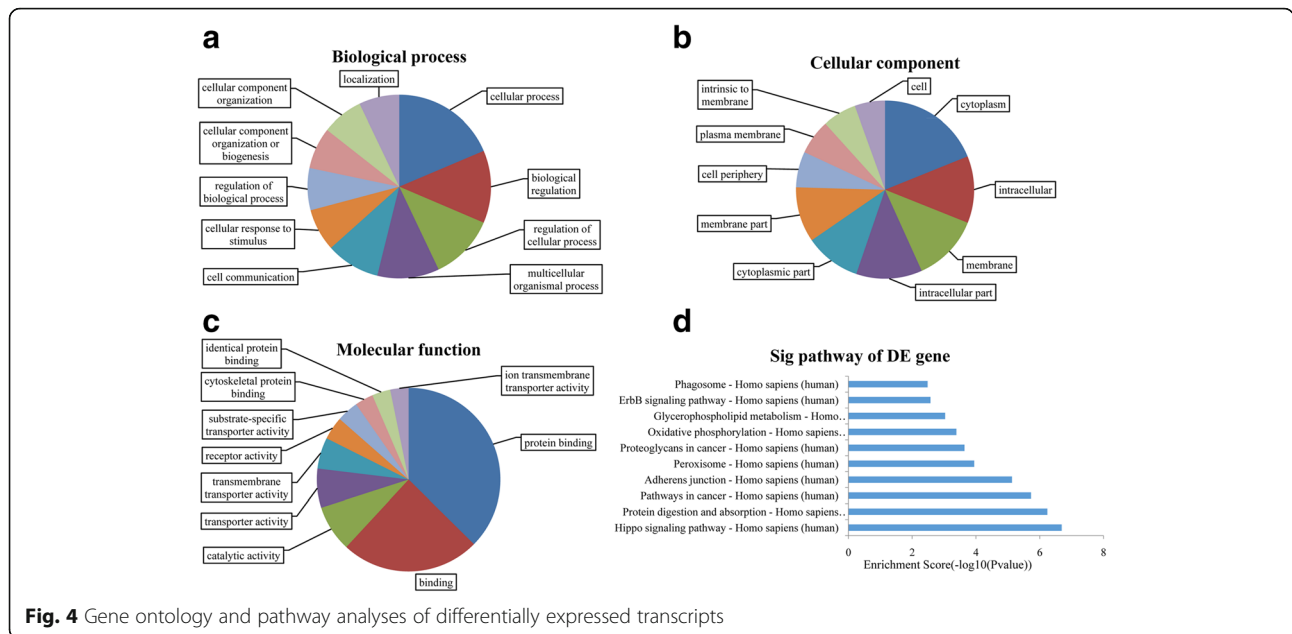 a
Biological process
localization
cellular process
cellular component
organization
cellular component
organization or
biogenesis
biological
regulation
regulation of
biological process
cellular response to
stimulus
regulation
of cellular process
cell communication
multicellular
organismal process
b
Cellular component
cell
intrinsic to
membrane
cytoplasm
plasma membrane
cell periphery
intracellular
membrane part
membrane
cytoplasmic part
intracellular part
c
Molecular function
identical protein
binding
ion transmembrane
transporter activity
cytoskeletal protein
binding
substrate-specific
transporter activity
protein binding
receptor activity
transmembrane
transporter activity
transporter activity
catalytic activity
binding
d
Sig pathway of DE gene
Phagosome - Homo sapiens (human)
ErbB signaling pathway - Homo sapiens (human)
Glycerophospholipid metabolism - Homo..
Oxidative phosphorylation - Homo sapiens..
Proteoglycans in cancer - Homo sapiens (human)
Peroxisome - Homo sapiens (human)
Adherens junction - Homo sapiens (human)
Pathways in cancer - Homo sapiens (human)
Protein digestion and absorption - Homo sapiens..
Hippo signaling pathway - Homo sapiens (human)
0 2 4 6 8
Enrichment Score(-log10(Pvalue))
Fig. 4 Gene ontology and pathway analyses of differentially expressed transcripts